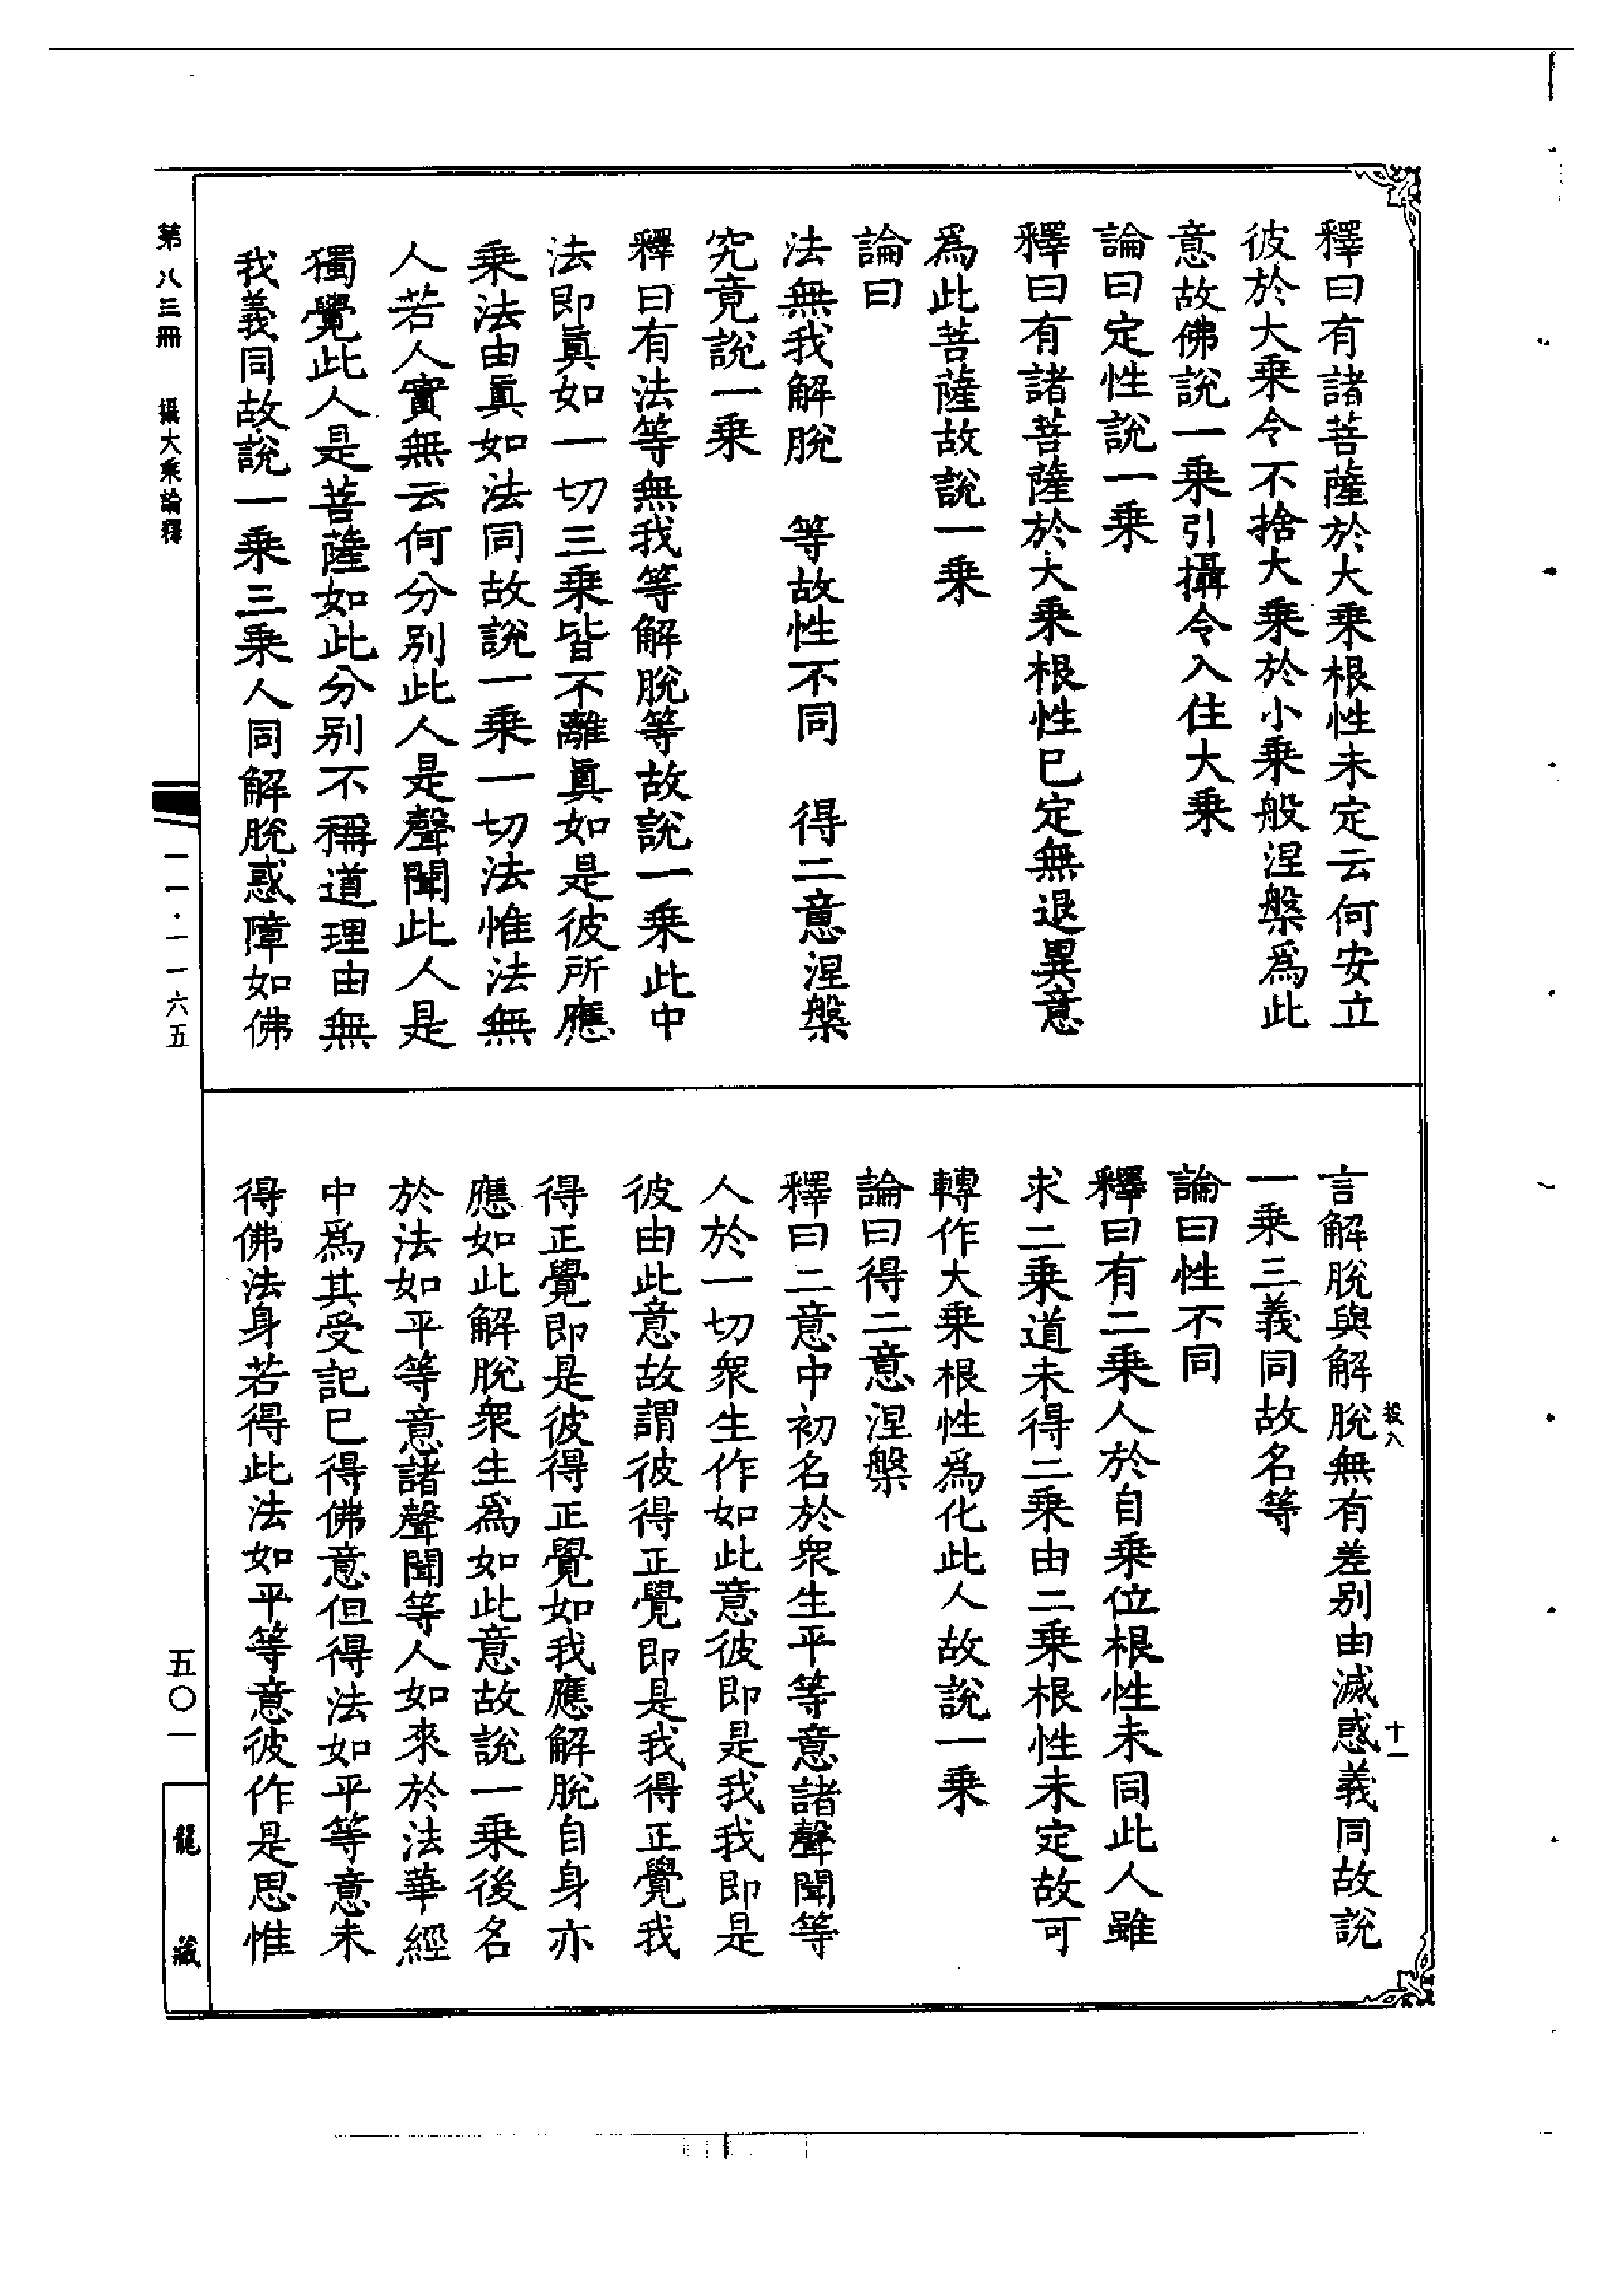 釋曰有諸菩薩於大乘根性未定云何安立
彼於大乘令不捨大乘於小乘般涅槃爲此
意故佛説一乘引攝令入住大乘
論曰定性説一乘
釋曰有諸菩薩於大乘根性已定無退異意
爲此菩薩故説一乘
論曰
法無我解脫　等故性不同　得二意涅槃
究竟説一乘
釋曰有法等無我等解脫等故説一乘此中
法即眞如一切三乘皆不離眞如是彼所應
乘法由眞如法同故説一乘一切法惟法無
人若人實無云何分別此人是聲聞此人是
獨覺此人是菩薩如此分別不稱道理由無
我義同故説一乘三乘人同解脫惑障如佛
言解脫與解脫無有差别由滅惑義同故説
一乘三義同故名等
論曰性不同
釋曰有二乘人於自乘位根性未同此人雖
求二乘道未得二乘由二乘根性未定故可
轉作大乘根性爲化此人故説一乘
論曰得二意涅槃
釋曰二意中初名於衆生平等意諸聲聞等
人於一切衆生作如此意彼即是我我即是
彼由此意故謂彼得正覺即是我得正覺我
得正覺即是彼得正覺如我應解脫自身亦
應如此解脫衆生爲如此意故説一乘後名
於法如平等意諸聲聞等人如來於法華經
中爲其受記已得佛意但得法如平等意未
得佛法身若得此法如平等意彼作是思惟
投八
十一
第八三冊　攝大乘論釋
一一·一一六五
五〇一
龍藏